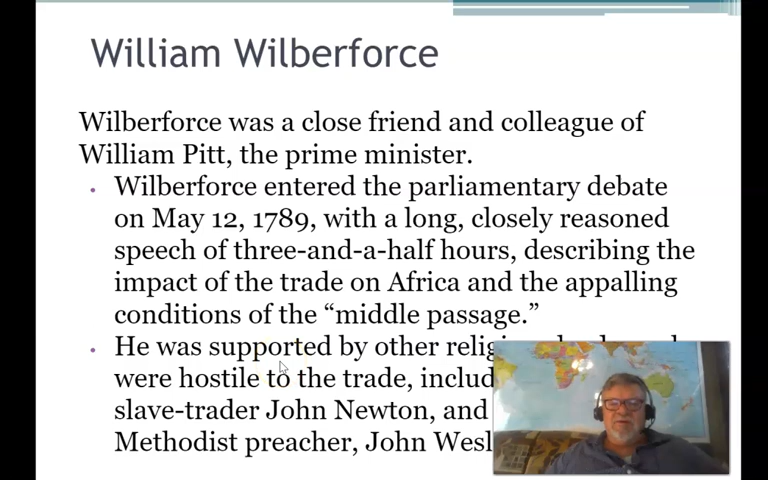 William Wilberforce
Wilberforce was a close friend and colleague of
William Pitt, the prime minister.
• Wilberforce entered the parliamentary debate
on May 12, 1789, with a long, closely reasoned
speech of three-and-a-half hours, describing the
impact of the trade on Africa and the appalling
conditions of the “middle passage.”
• He was supported by other
were hostile to the trade,
slave-trader John Newton, and
Methodist preacher, John